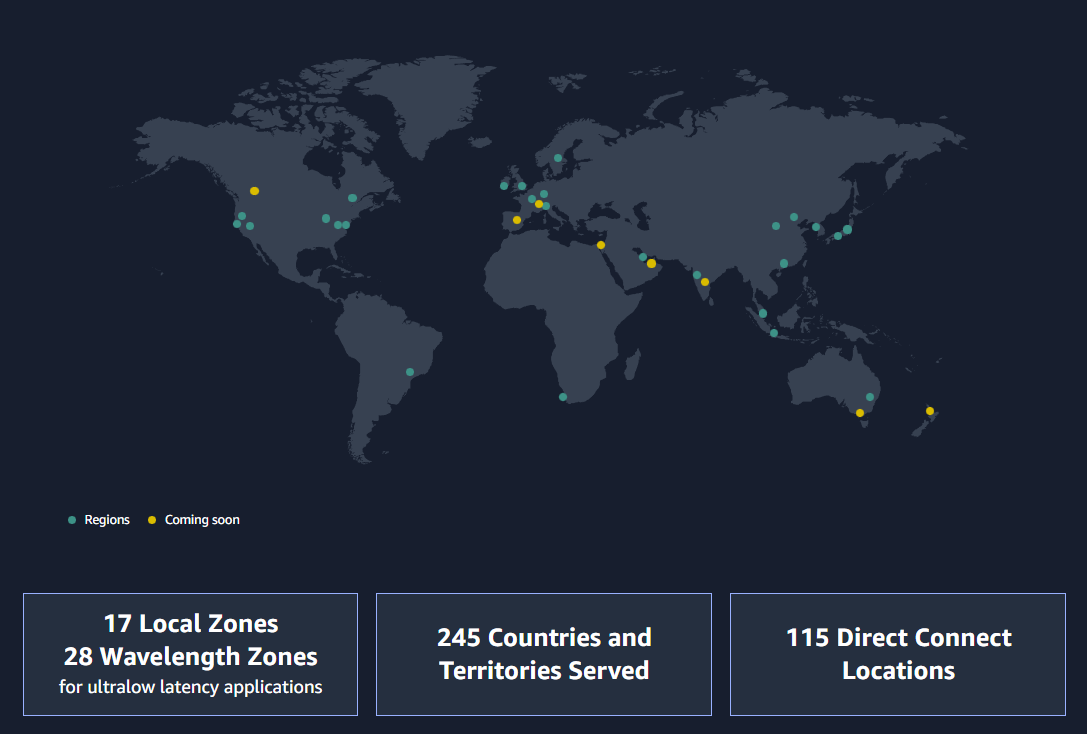 Regions
Coming soon
17 Local Zones
28 Wavelength Zones
for ultralow latency applications
245 Countries and
Territories Served
115 Direct Connect
Locations